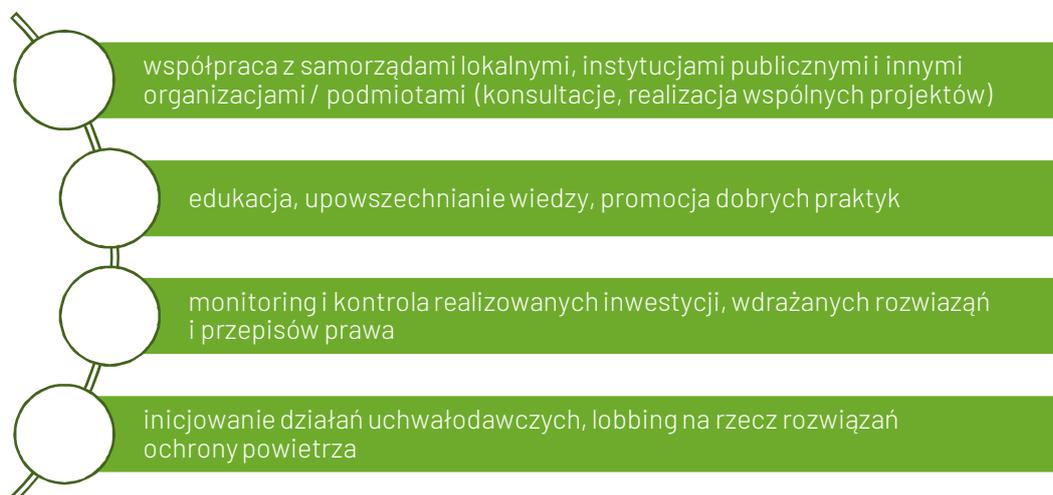 współpraca z samorządami lokalnymi, instytucjami publicznymi i innymi
organizacjami / podmiotami (konsultacje, realizacja wspólnych projektów)
edukacja, upowszechnianie wiedzy, promocja dobrych praktyk
monitoring i kontrola realizowanych inwestycji, wdrażanych rozwiaząń
i przepisów prawa
inicjowanie działań uchwałodawczych, lobbing na rzecz rozwiązań
ochrony powietrza